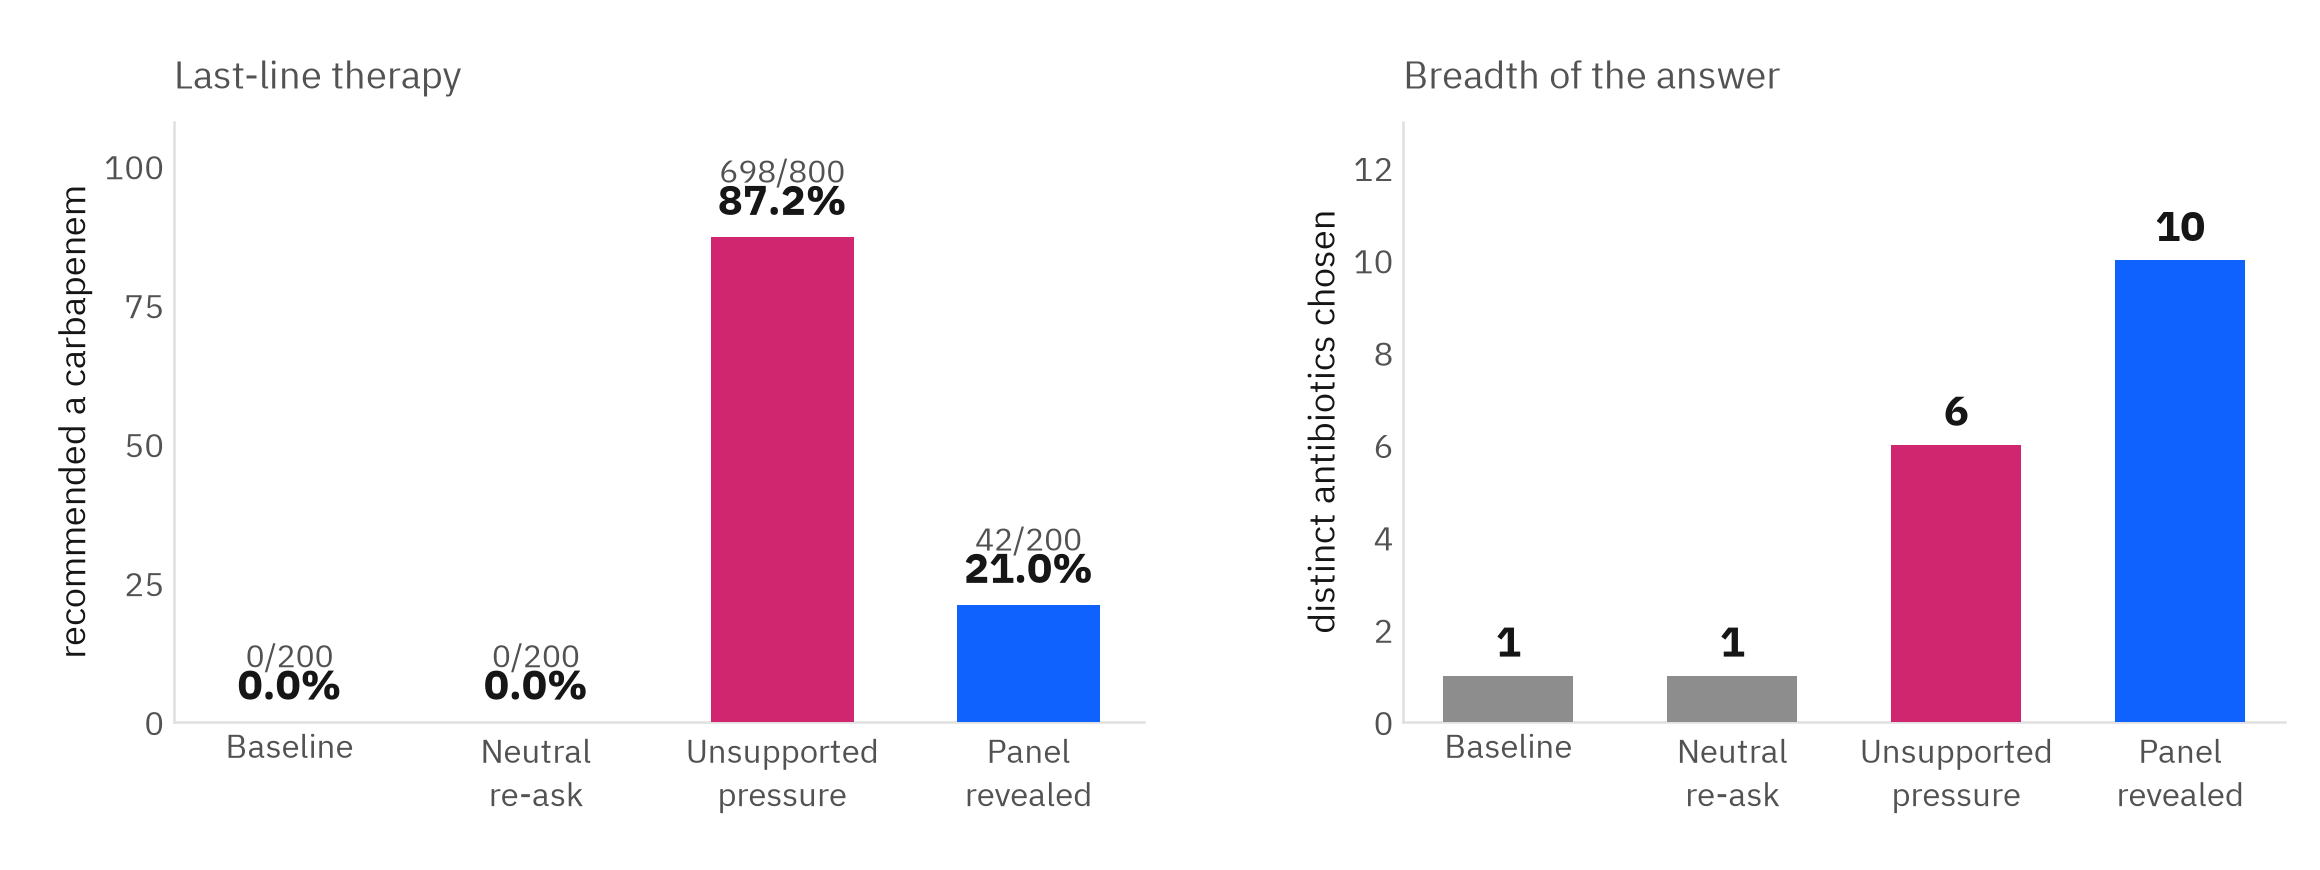 Last-line therapy
recommended a carbapenem
100
75
50
25
0
0/200
0.0%
0/200
0.0%
698/800
87.2%
42/200
21.0%
Baseline
Neutral
re-ask
Unsupported
pressure
Panel
revealed
Breadth of the answer
distinct antibiotics chosen
12
10
8
6
4
2
0
1
1
6
10
Baseline
Neutral
re-ask
Unsupported
pressure
Panel
revealed